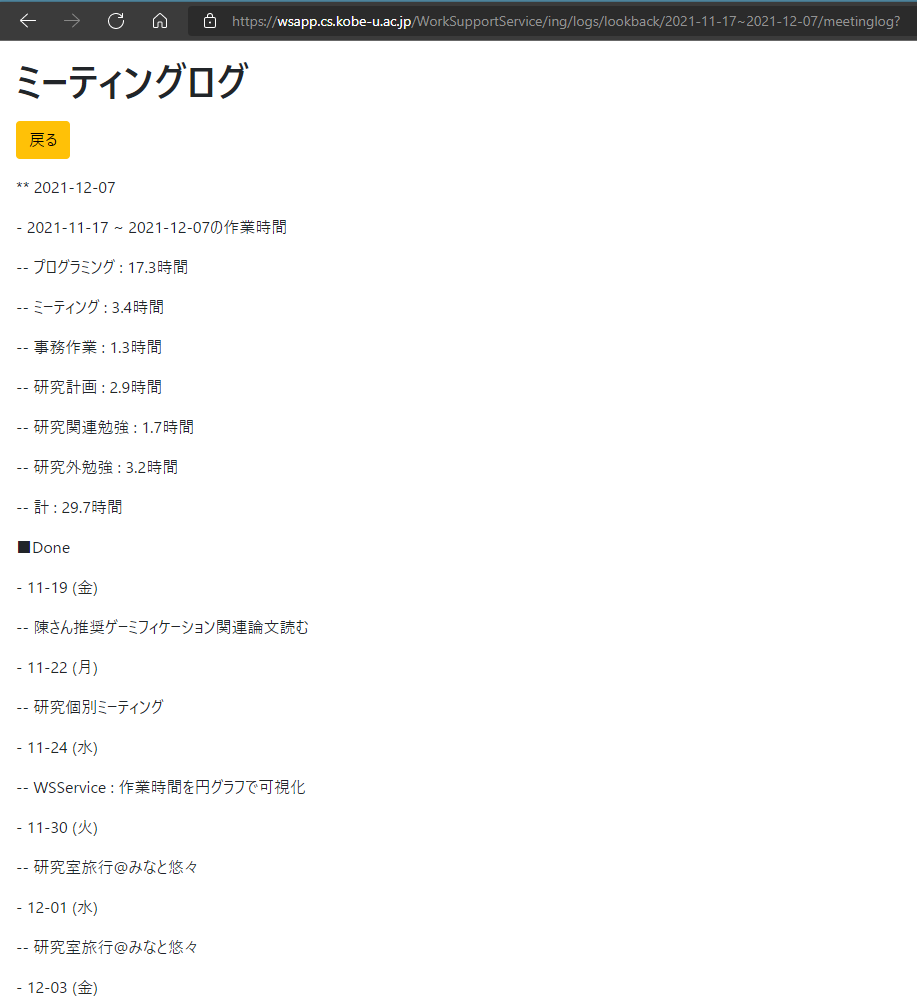 https://wsapp.cs.kobe-u.ac.jp/WorkSupportService/ing/logs/lookback/2021-11-17~2021-12-07/meetinglog?
ミーティングログ
戻る
** 2021-12-07
- 2021-11-17 ~ 2021-12-07の作業時間
-- プログラミング : 17.3時間
-- ミーティング : 3.4時間
-- 事務作業 : 1.3時間
-- 研究計画 : 2.9時間
-- 研究関連勉強 : 1.7時間
-- 研究外勉強 : 3.2時間
-- 計 : 29.7時間
■Done
- 11-19 (金)
-- 陳さん推奨ゲーミフィケーション関連論文読む
- 11-22 (月)
-- 研究個別ミーティング
- 11-24 (水)
-- WSService : 作業時間を円グラフで可視化
- 11-30 (火)
-- 研究室旅行@みなと悠々
- 12-01 (水)
-- 研究室旅行@みなと悠々
- 12-03 (金)